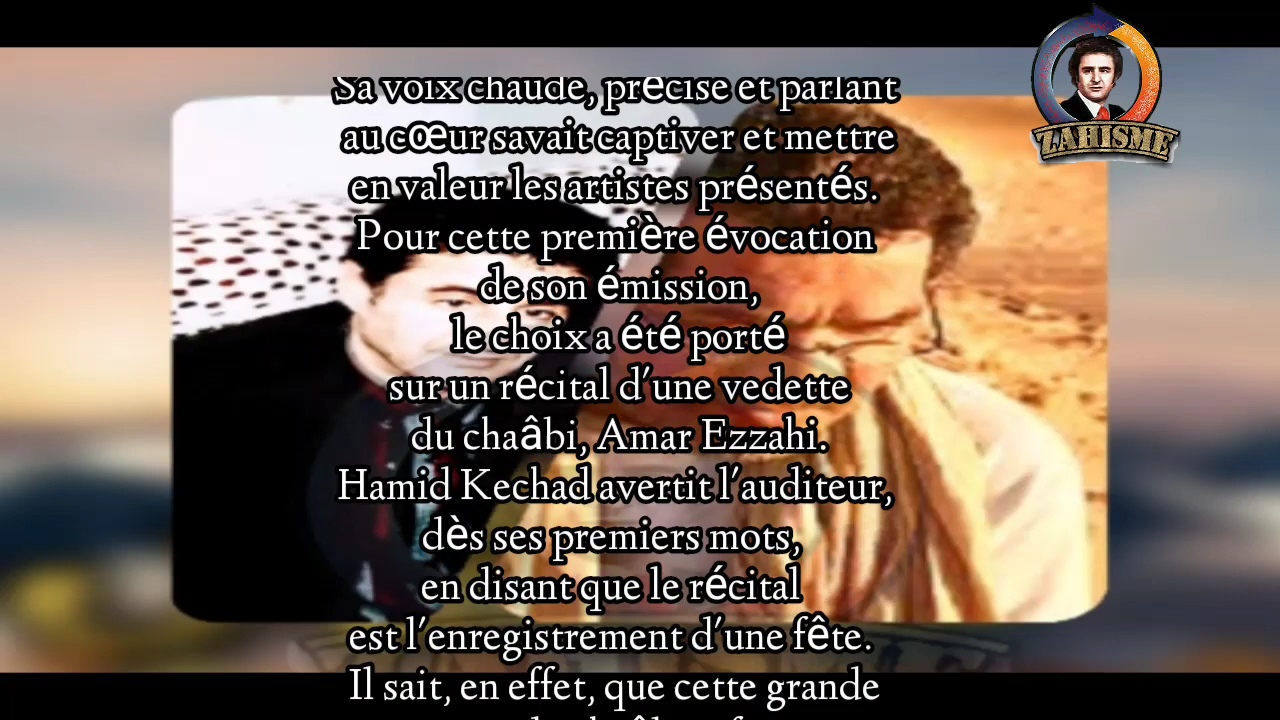 ZAHISME
Sa voix chaude, précise et parlant
au cœur savait captiver et mettre
en valeur les artistes présentés.
Pour cette première évocation
de son émission,
le choix a été porté
sur un récital d'une vedette
du chaâbi, Amar Ezzahi.
Hamid Kechad avertit l'auditeur,
dès ses premiers mots,
en disant que le récital
est l'enregistrement d'une fête.
Il sait, en effet, que cette grande